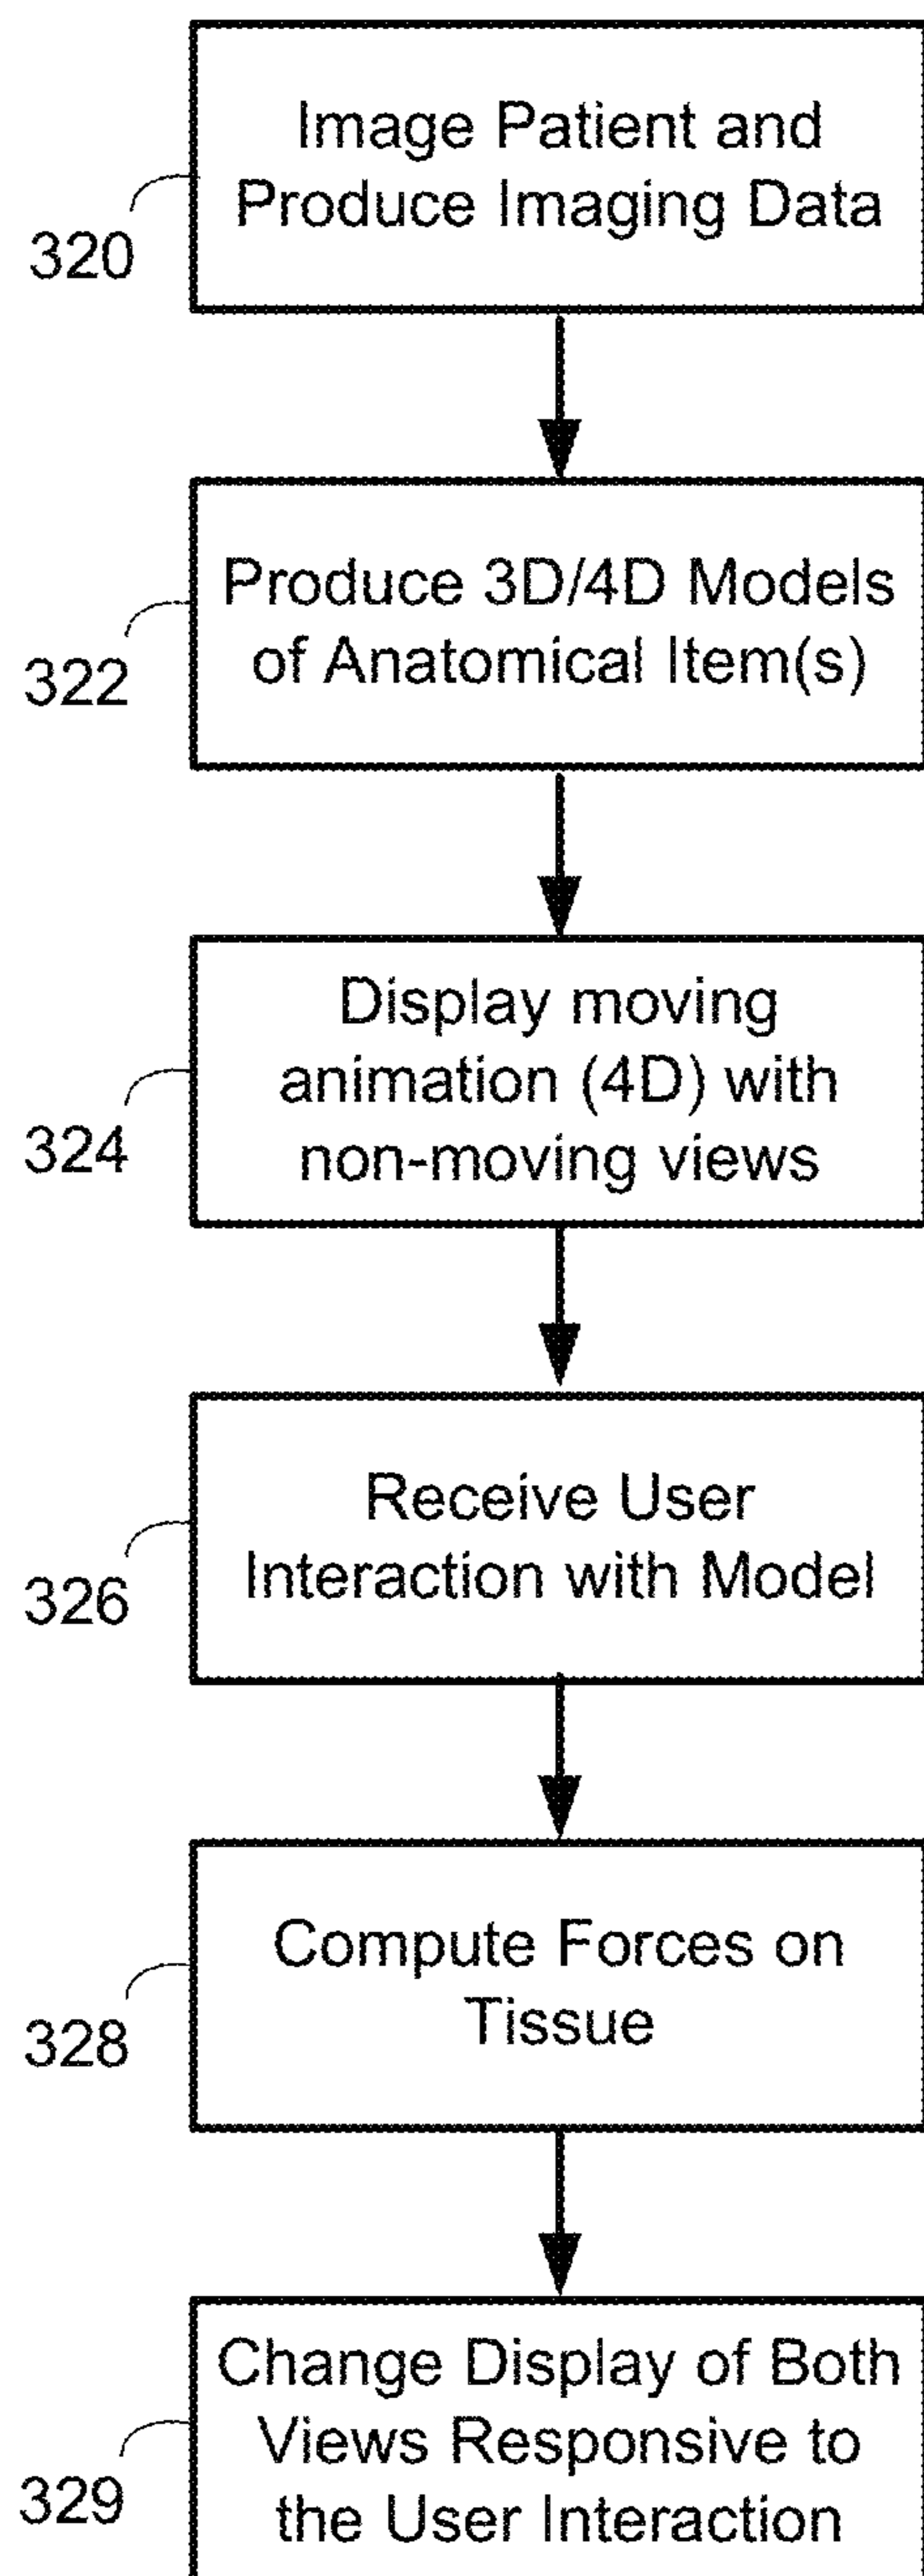 Image Patient and
Produce Imaging Data
320
Produce 3D/4D Models
of Anatomical Item(s)
322
Display moving
animation (4D) with
non-moving views
324
Receive User
Interaction with Model
326
Compute Forces on
Tissue
328
Change Display of Both
Views Responsive to
the User Interaction
329